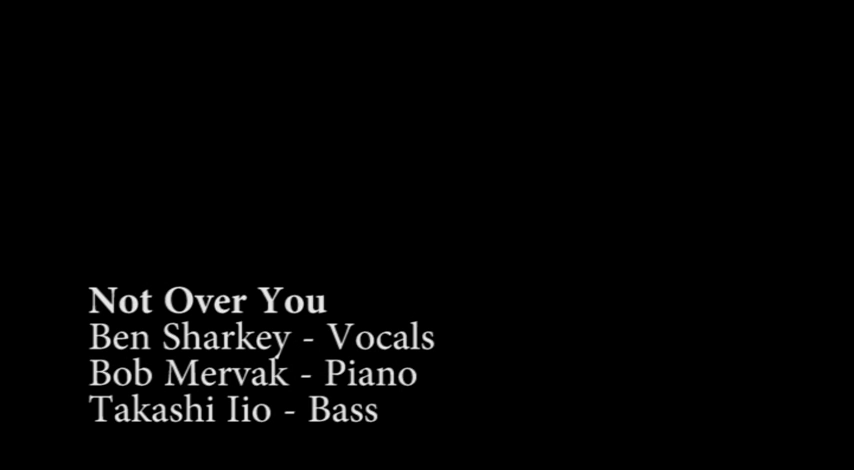 Not Over You
Ben Sharkey - Vocals
Bob Mervak - Piano
Takashi Iio - Bass